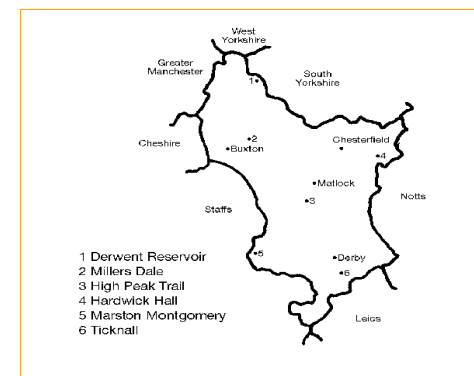 West
Yorkshire
Greater
Manchester
1
South
Yorkshire
Cheshire
2
Buxton
Chesterfield
4
Matlock
3
Notts
Staffs
5
Derby
6
Leics
1 Derwent Reservoir
2 Millers Dale
3 High Peak Trail
4 Hardwick Hall
5 Marston Montgomery
6 Ticknall